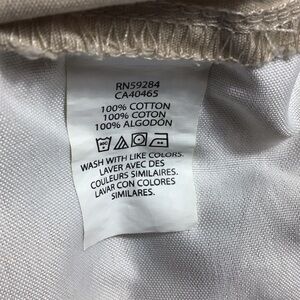 RN59284
CA40465
100% COTTON
100% COTON
100% ALGODÓN
WASH WITH LIKE COLORS.
LAVER AVEC DES
COULEURS SIMILAIRES.
LAVAR CON COLORES
SIMILARES.